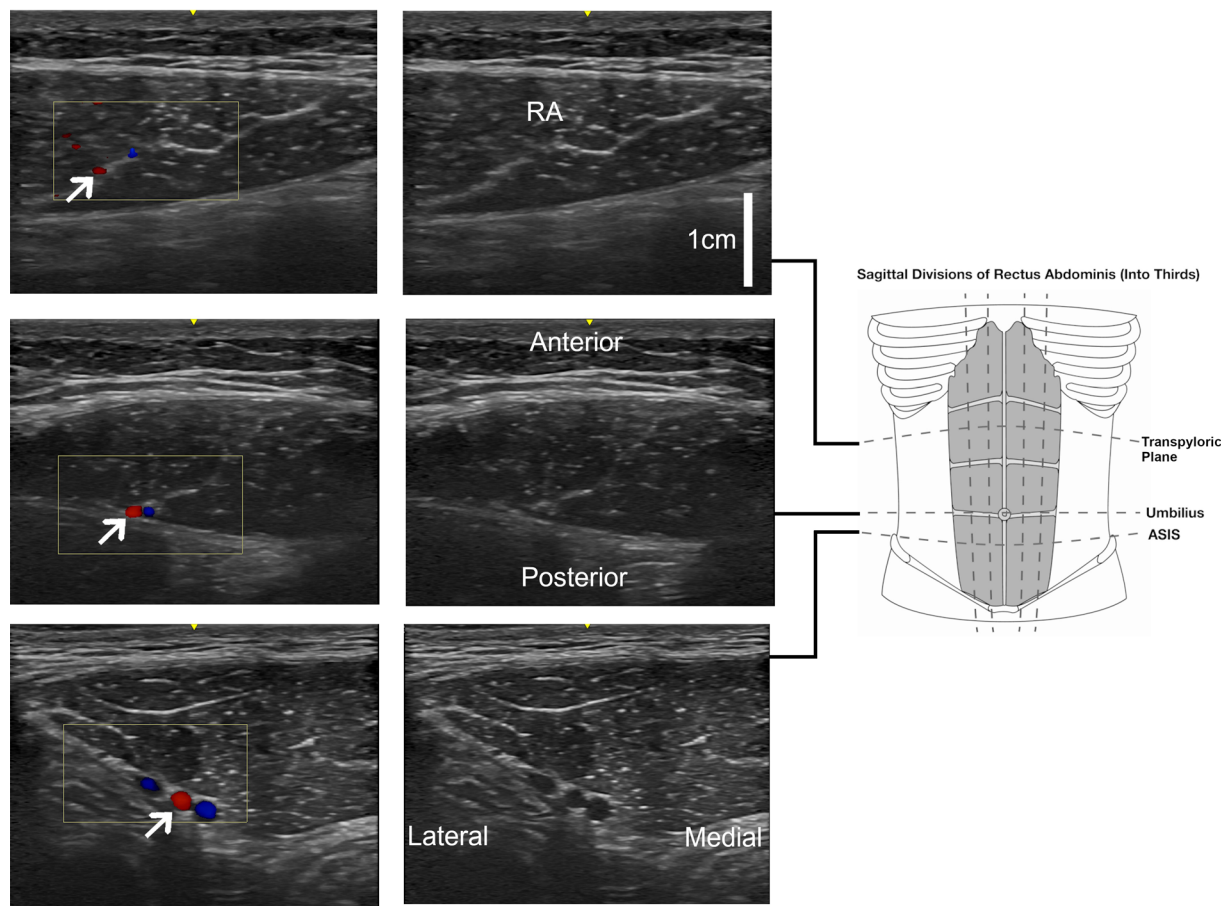 RA
1cm
Anterior
Posterior
Lateral
Medial
Sagittal Divisions of Rectus Abdominis (Into Thirds)
Transpyloric
Plane
Umbilius
ASIS